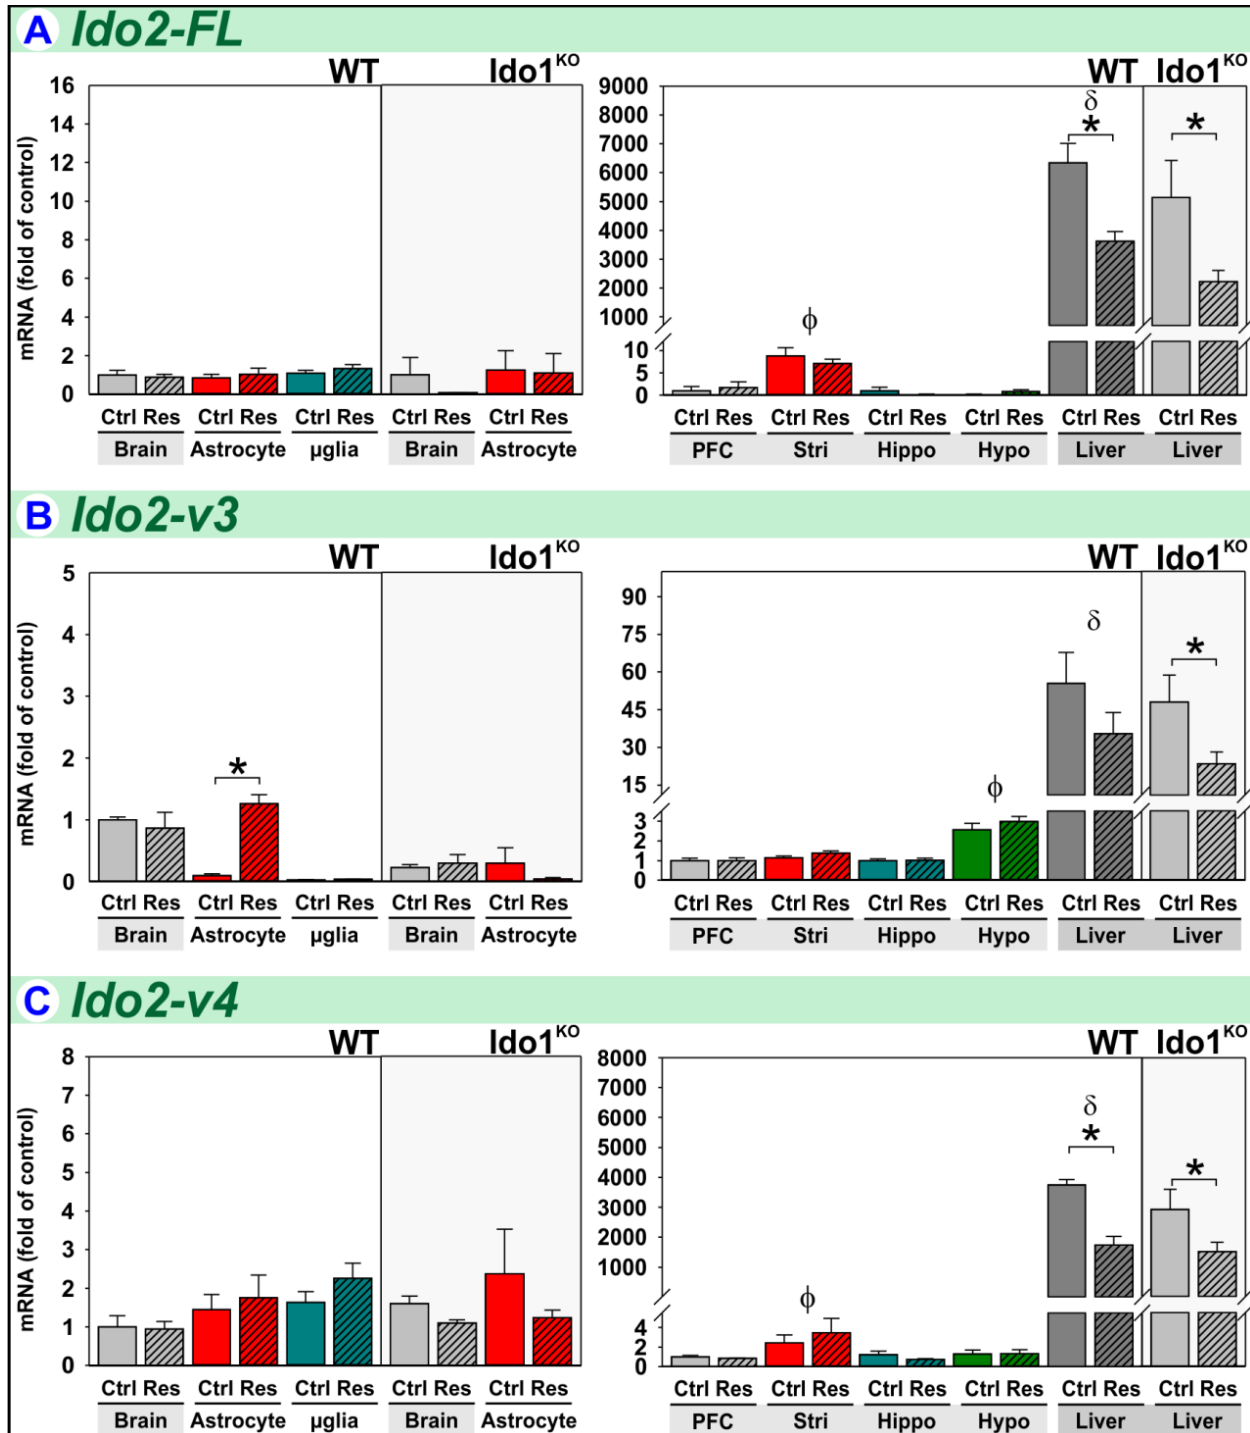 A Ido2-FL
WT Ido1KO
mRNA (fold of control)
16
14
12
10
8
6
4
2
0
Ctrl Res Ctrl Res Ctrl Res Ctrl Res Ctrl Res
Brain Astrocyte µglia Brain Astrocyte
WT Ido1KO
9000
8000
7000
6000
5000
4000
3000
2000
1000
10
5
0
δ
* *
ϕ
Ctrl Res Ctrl Res Ctrl Res Ctrl Res Ctrl Res Ctrl Res
PFC Stri Hippo Hypo Liver Liver
B Ido2-v3
WT Ido1KO
mRNA (fold of control)
5
4
3
2
1
0
*
Ctrl Res Ctrl Res Ctrl Res Ctrl Res Ctrl Res
Brain Astrocyte µglia Brain Astrocyte
WT Ido1KO
90
75
60
45
30
15
3
2
1
0
δ
*
ϕ
Ctrl Res Ctrl Res Ctrl Res Ctrl Res Ctrl Res Ctrl Res
PFC Stri Hippo Hypo Liver Liver
C Ido2-v4
WT Ido1KO
mRNA (fold of control)
8
7
6
5
4
3
2
1
0
Ctrl Res Ctrl Res Ctrl Res Ctrl Res Ctrl Res
Brain Astrocyte µglia Brain Astrocyte
WT Ido1KO
8000
7000
6000
5000
4000
3000
2000
1000
4
2
0
δ
* *
ϕ
Ctrl Res Ctrl Res Ctrl Res Ctrl Res Ctrl Res Ctrl Res
PFC Stri Hippo Hypo Liver Liver